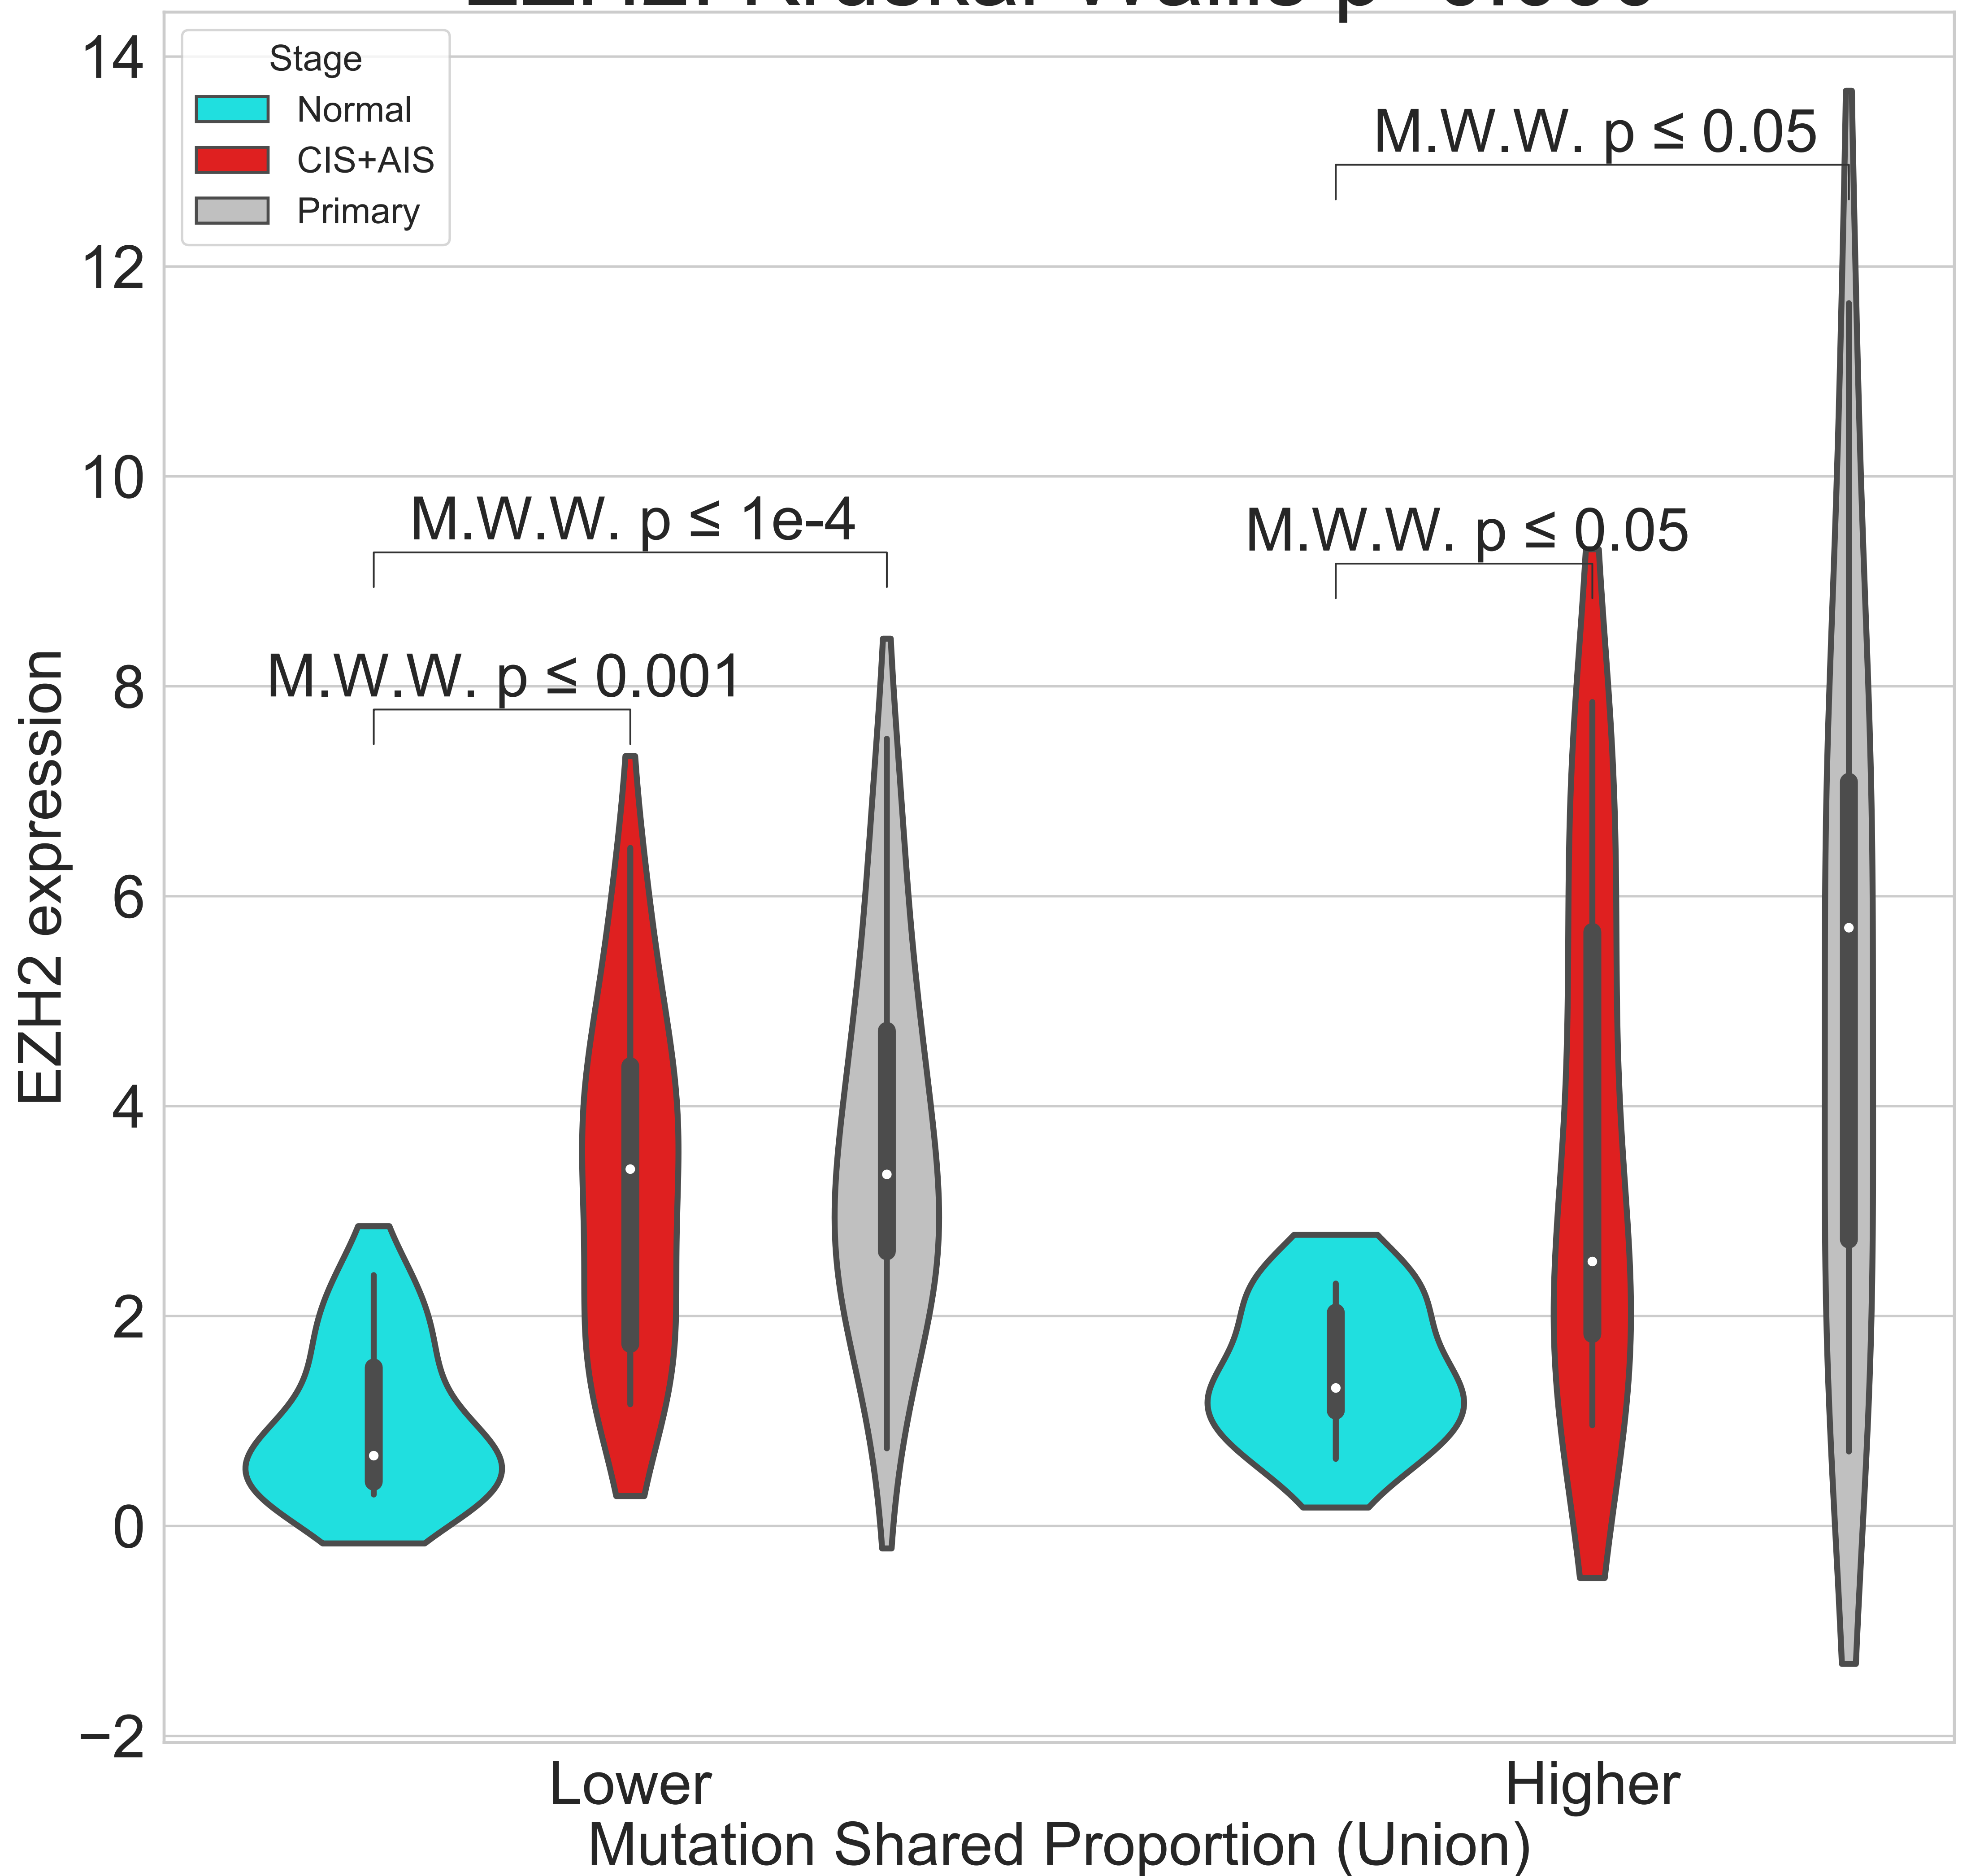 Stage
Normal
CIS+AIS
Primary
14
12
10
8
6
4
2
0
−2
EZH2 expression
M.W.W. p ≤ 0.05
M.W.W. p ≤ 1e-4
M.W.W. p ≤ 0.05
M.W.W. p ≤ 0.001
Lower
Higher
Mutation Shared Proportion (Union)